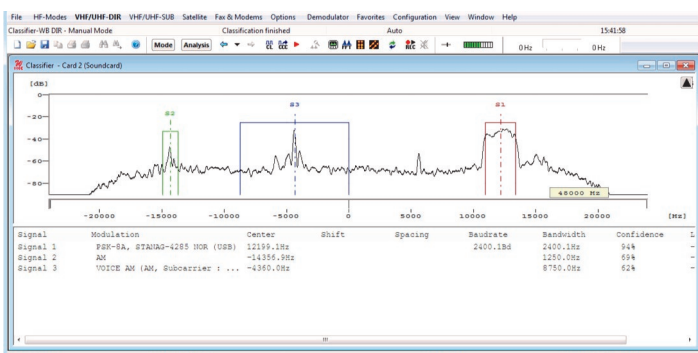 File HF-Modes VHF/UHF-DIR VHF/UHF-SUB Satellite Fax & Modems Options Demodulator Favorites Configuration View Window Help
Classifier-WB DIR - Manual Mode Classification finished Auto 15:41:58
Mode Analysis CL CCC REC 0 Hz 0 Hz
Classifier - Card 2 (Soundcard)
[dB]
0
S3 S1
-20
S2
-40
-60
-80
45000 Hz
-20000 -15000 -10000 -5000 0 5000 10000 15000 20000 [Hz]
Signal Modulation Center Shift Spacing Baudrate Bandwidth Confidence L
Signal 1 PSK-8A, STANAG-4285 NOR (USB) 12199.1Hz 2400.1Bd 2400.1Hz 94% -
Signal 2 AM -14356.9Hz 1250.0Hz 69% -
Signal 3 VOICE AM (AM, Subcarrier : ... -4360.0Hz 8750.0Hz 62% -